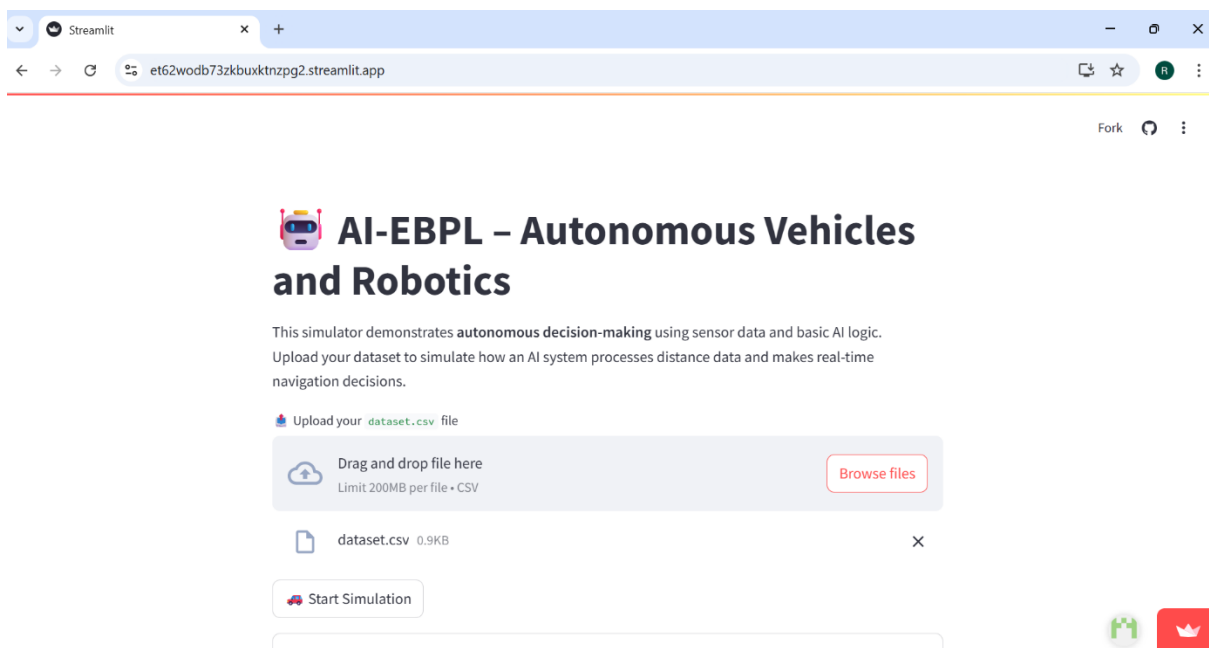 Streamlit
et62wodb73zkbuxktnzpg2.streamlit.app
R
Fork
AI-EBPL – Autonomous Vehicles
and Robotics
This simulator demonstrates autonomous decision-making using sensor data and basic AI logic.
Upload your dataset to simulate how an AI system processes distance data and makes real-time
navigation decisions.
Upload your dataset.csv file
Drag and drop file here
Limit 200MB per file • CSV
Browse files
dataset.csv 0.9KB
Start Simulation